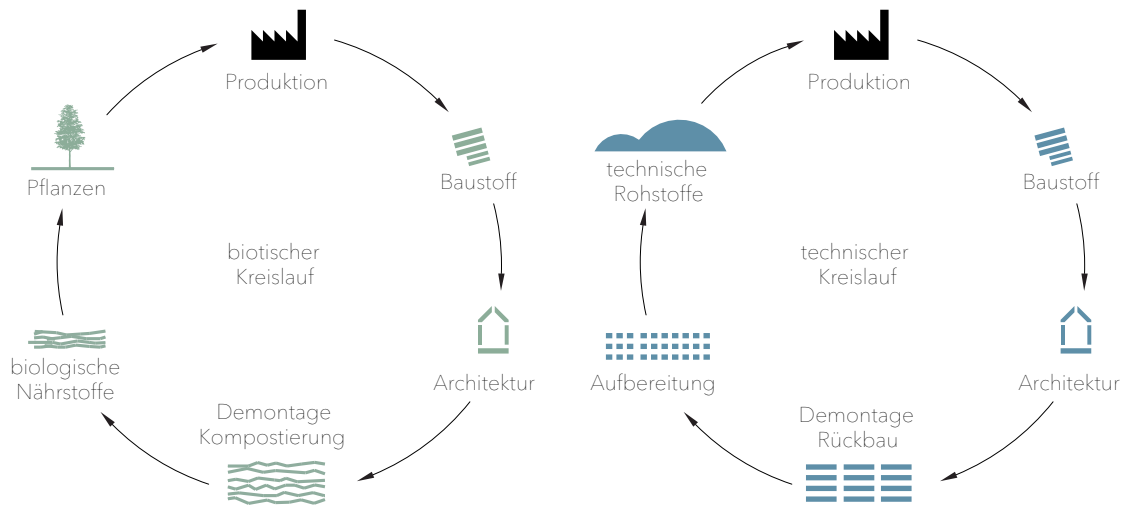 Produktion
Baustoff
Pflanzen
biotischer
Kreislauf
biologische
Nährstoffe
Architektur
Demontage
Kompostierung
Produktion
technische
Rohstoffe
Baustoff
technischer
Kreislauf
Aufbereitung
Architektur
Demontage
Rückbau